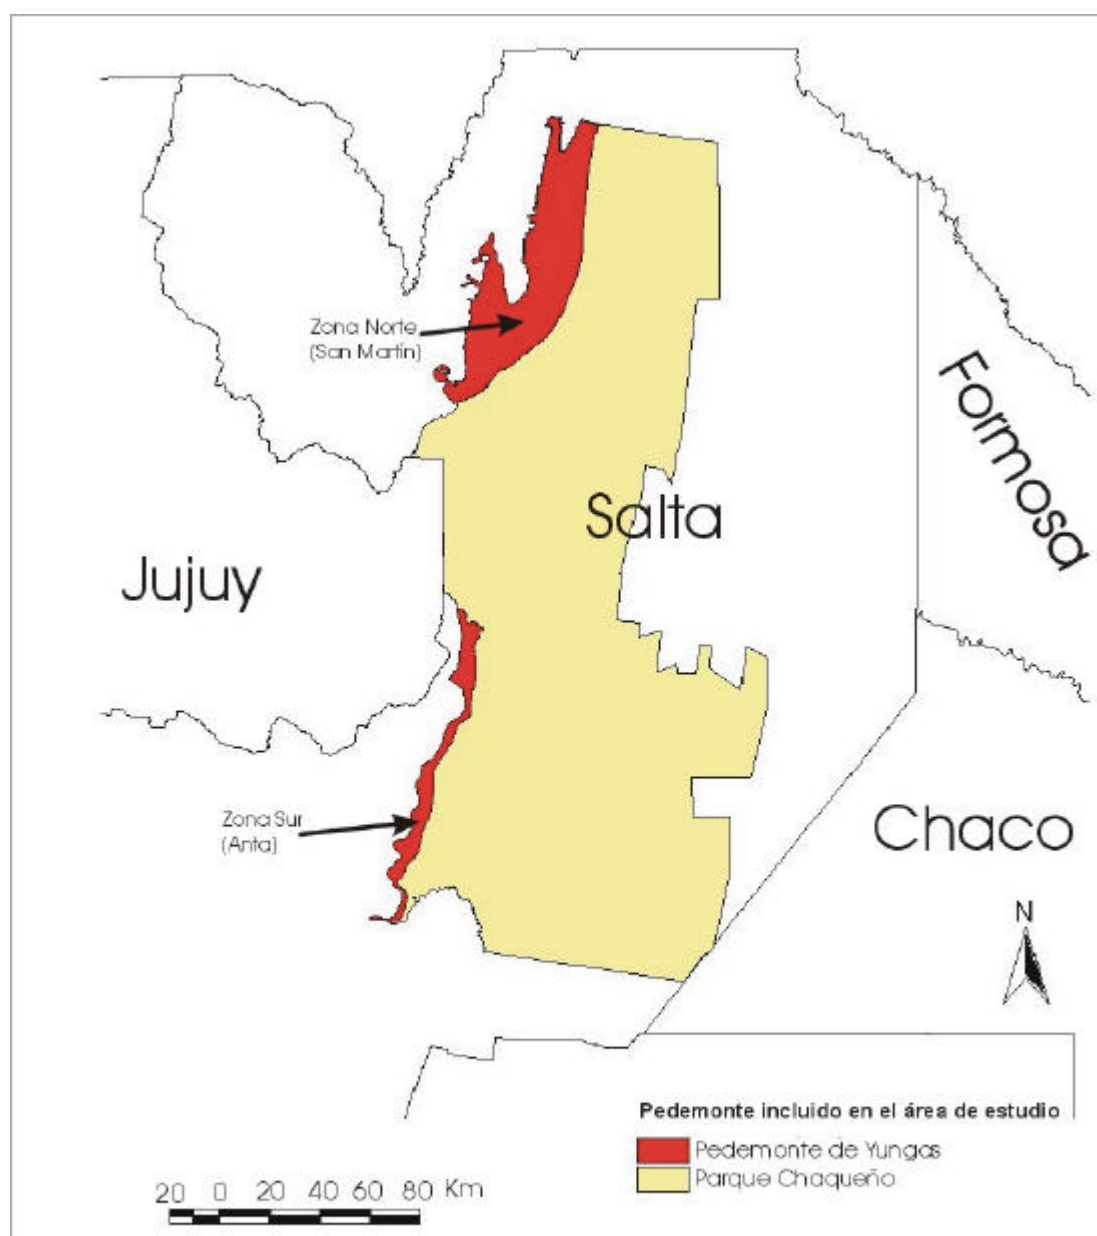 Zona Norte
(San Martín)
Formosa
Salta
Jujuy
Zona Sur
(Anta)
Chaco
N
Pedemonte incluido en el área de estudio
Pedemonte de Yungas
Parque Chaqueño
20 0 20 40 60 80 Km